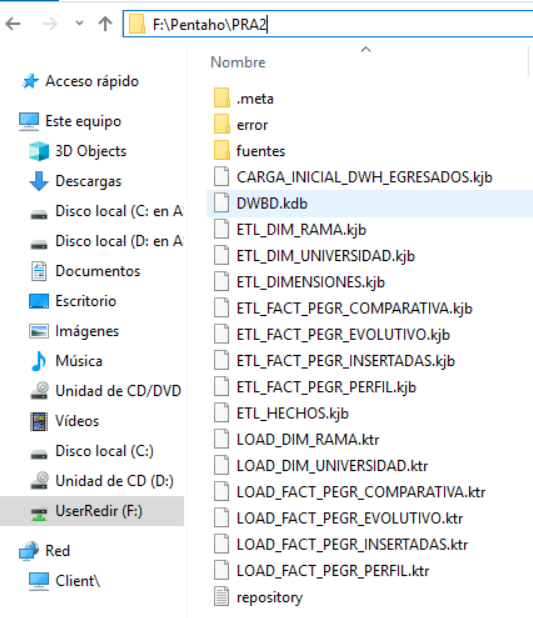 F:\Pentaho\PRA2
Nombre
Acceso rápido
Este equipo
3D Objects
Descargas
Disco local (C: en A
Disco local (D: en A
Documentos
Escritorio
Imágenes
Música
Unidad de CD/DVD
Vídeos
Disco local (C:)
Unidad de CD (D:)
UserRedir (F:)
Red
Client\
.meta
error
fuentes
CARGA_INICIAL_DWH_EGRESADOS.kjb
DWBD.kdb
ETL_DIM_RAMA.kjb
ETL_DIM_UNIVERSIDAD.kjb
ETL_DIMENSIONES.kjb
ETL_FACT_PEGR_COMPARATIVA.kjb
ETL_FACT_PEGR_EVOLUTIVO.kjb
ETL_FACT_PEGR_INSERTADAS.kjb
ETL_FACT_PEGR_PERFIL.kjb
ETL_HECHOS.kjb
LOAD_DIM_RAMA.ktr
LOAD_DIM_UNIVERSIDAD.ktr
LOAD_FACT_PEGR_COMPARATIVA.ktr
LOAD_FACT_PEGR_EVOLUTIVO.ktr
LOAD_FACT_PEGR_INSERTADAS.ktr
LOAD_FACT_PEGR_PERFIL.ktr
repository